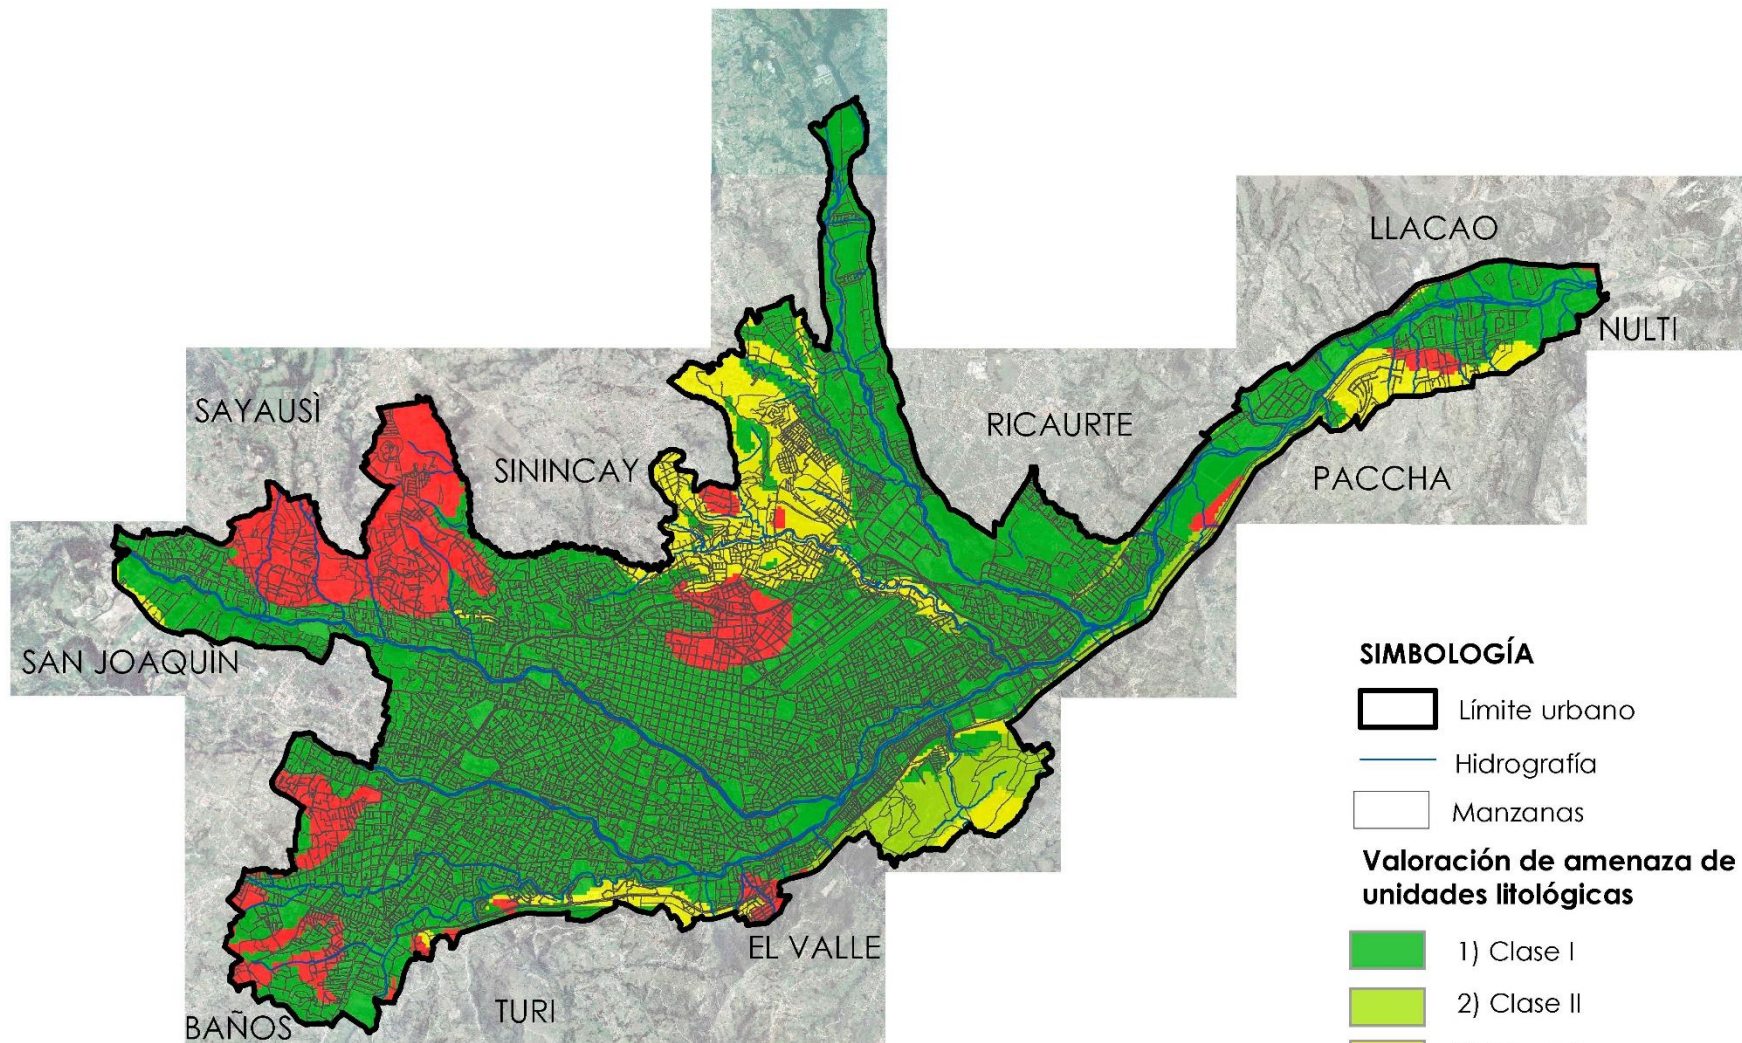 LLACAO
NULTI
SAYAUSÌ
RICAURTE
SININCAY
PACCHA
SAN JOAQUÌN
EL VALLE
TURI
BAÑOS
SIMBOLOGÍA
Límite urbano
Hidrografía
Manzanas
Valoración de amenaza de
unidades litológicas
1) Clase I
2) Clase II